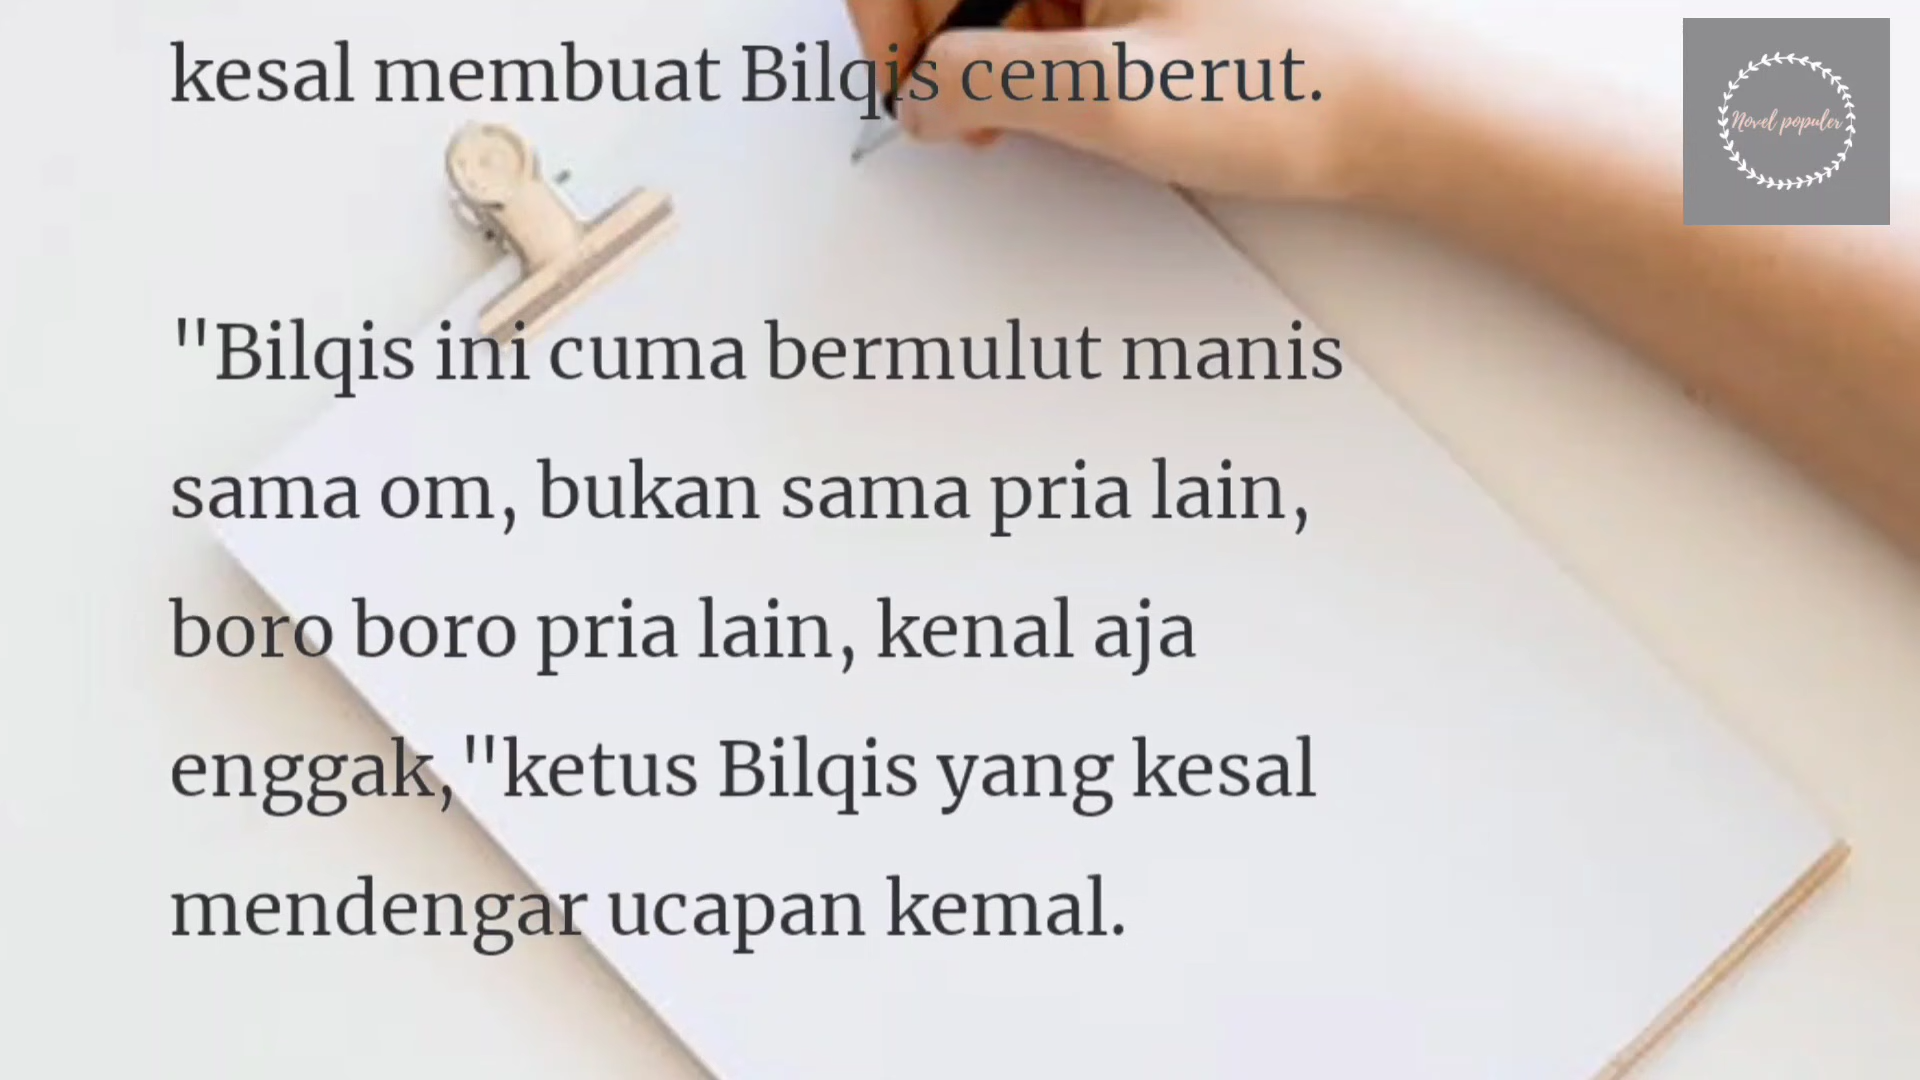 kesal membuat Bilqis cemberut.
Novel populer
"Bilqis ini cuma bermulut manis
sama om, bukan sama pria lain,
boro boro pria lain, kenal aja
enggak,"ketus Bilqis yang kesal
mendengar ucapan kemal.